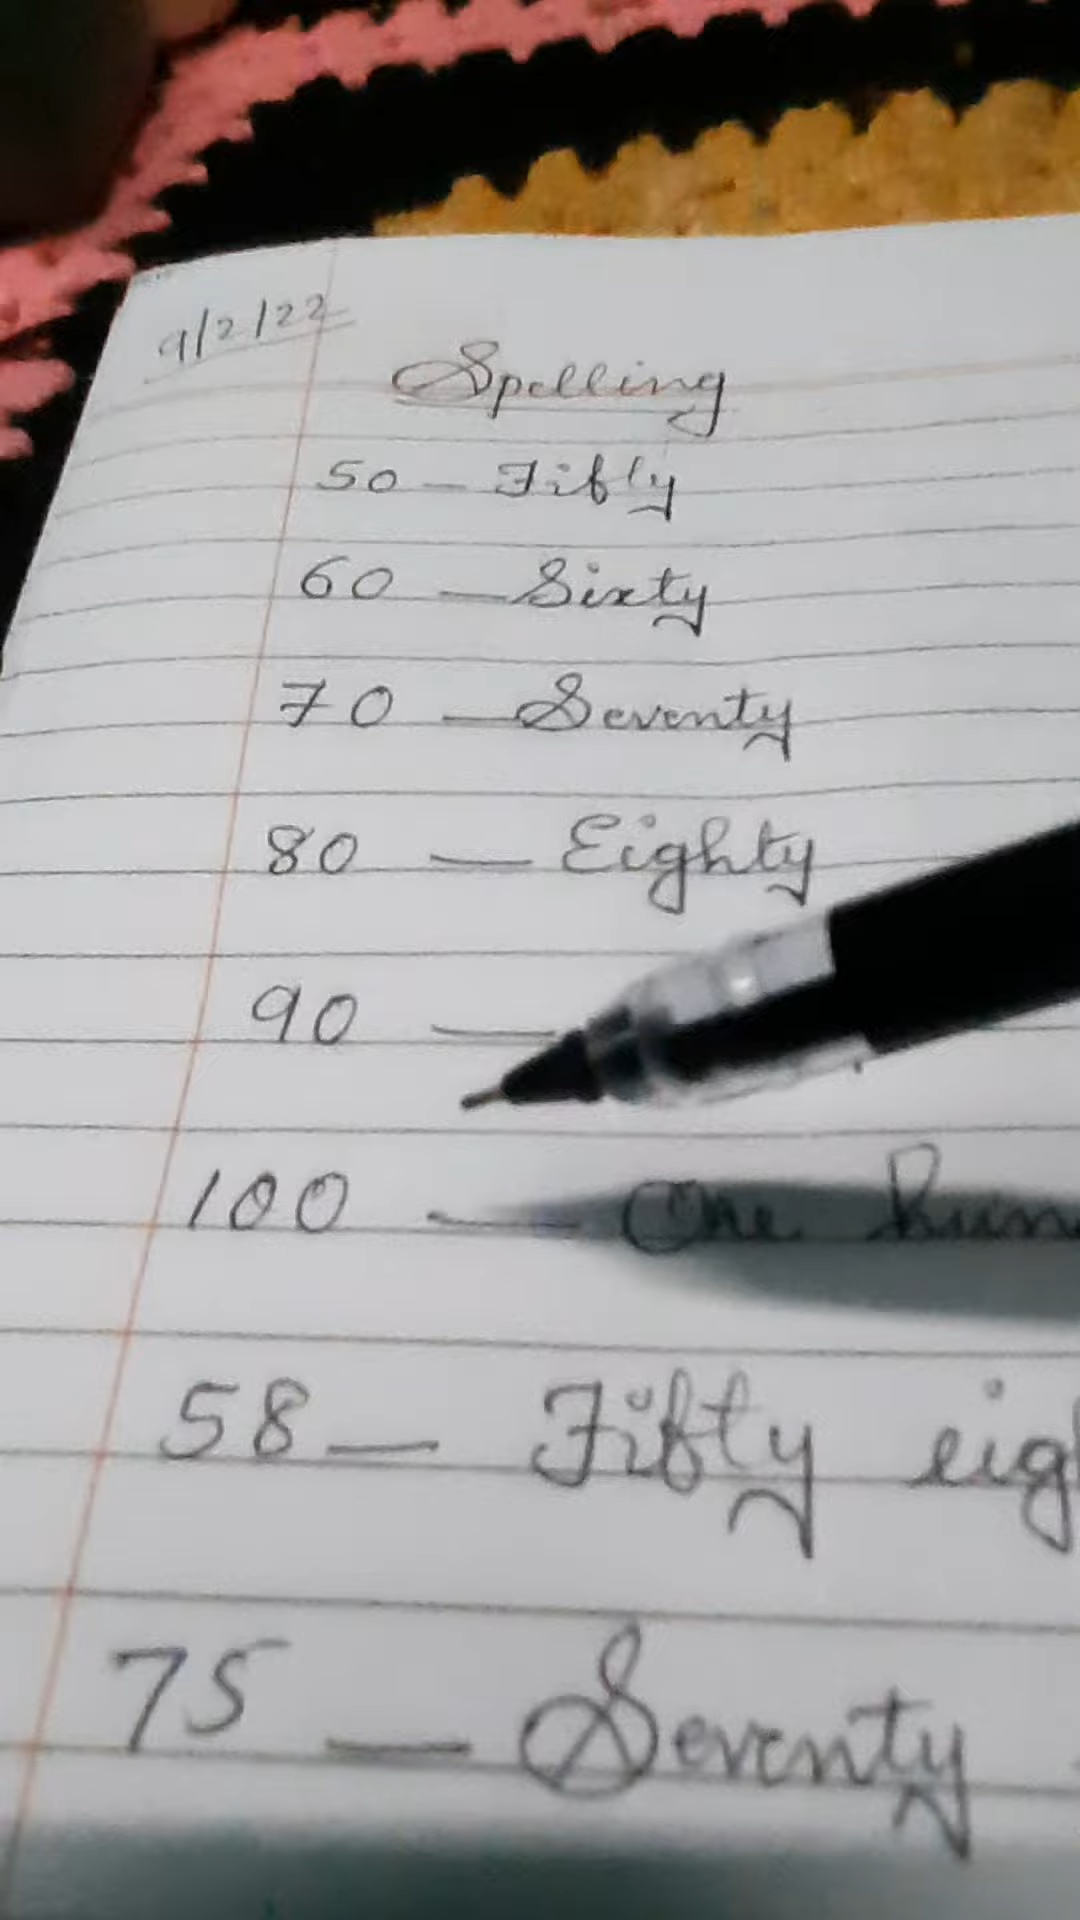 9/2/22
Spelling
50 - Fifty
60 - Sixty
70 - Seventy
80 - Eighty
90 -
100 - One
58 - Fifty
75 - Seventy